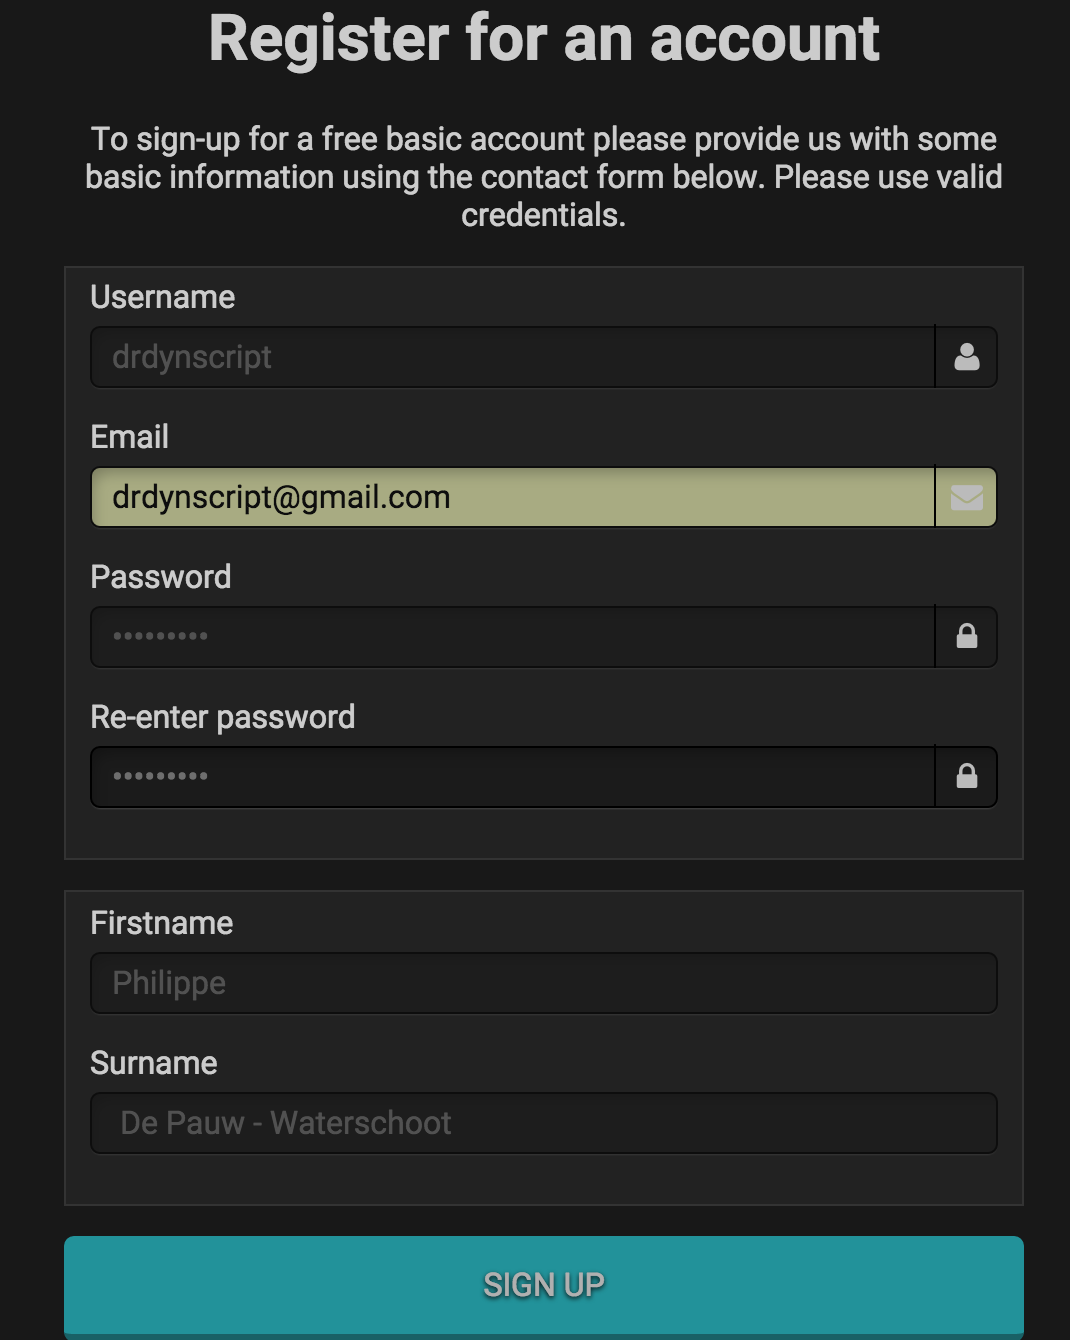 Register for an account
To sign-up for a free basic account please provide us with some
basic information using the contact form below. Please use valid
credentials.
Username
drdynscript
Email
drdynscript@gmail.com
Password
•••••••••
Re-enter password
•••••••••
Firstname
Philippe
Surname
De Pauw - Waterschoot
SIGN UP